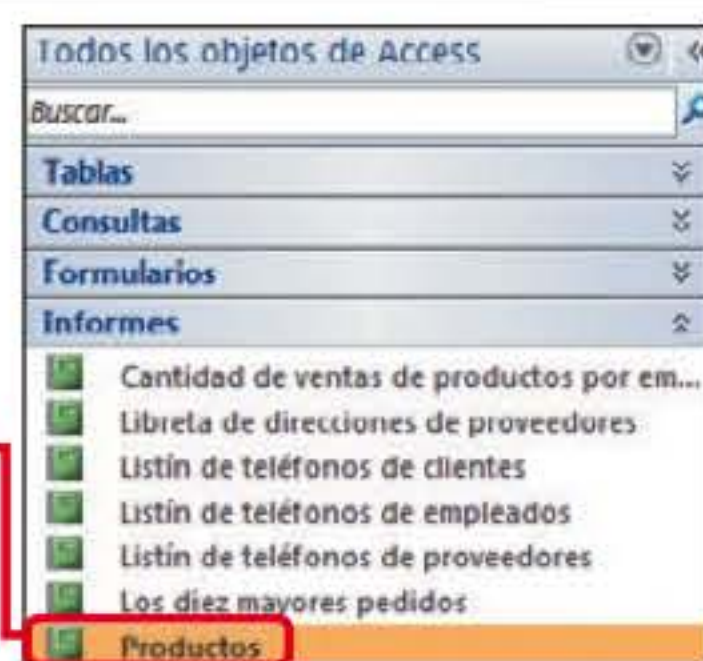 Todos los objetos de Access
Buscar...
Tablas
Consultas
Formularios
Informes
Cantidad de ventas de productos por em...
Libreta de direcciones de proveedores
Listín de teléfonos de clientes
Listín de teléfonos de empleados
Listín de teléfonos de proveedores
Los diez mayores pedidos
Productos